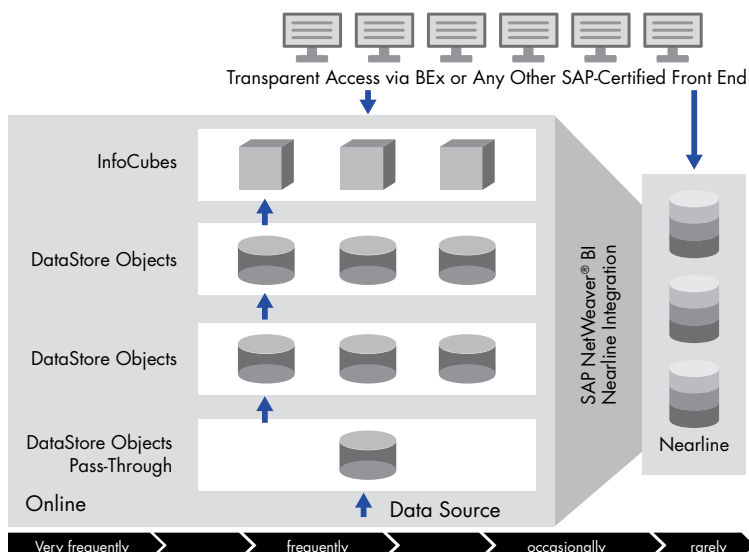 Transparent Access via BEx or Any Other SAP-Certified Front End
InfoCubes
DataStore Objects
DataStore Objects
DataStore Objects
Pass-Through
Online
Data Source
SAP NetWeaver® BI
Nearline Integration
Nearline
Very frequently
frequently
occasionally
rarely